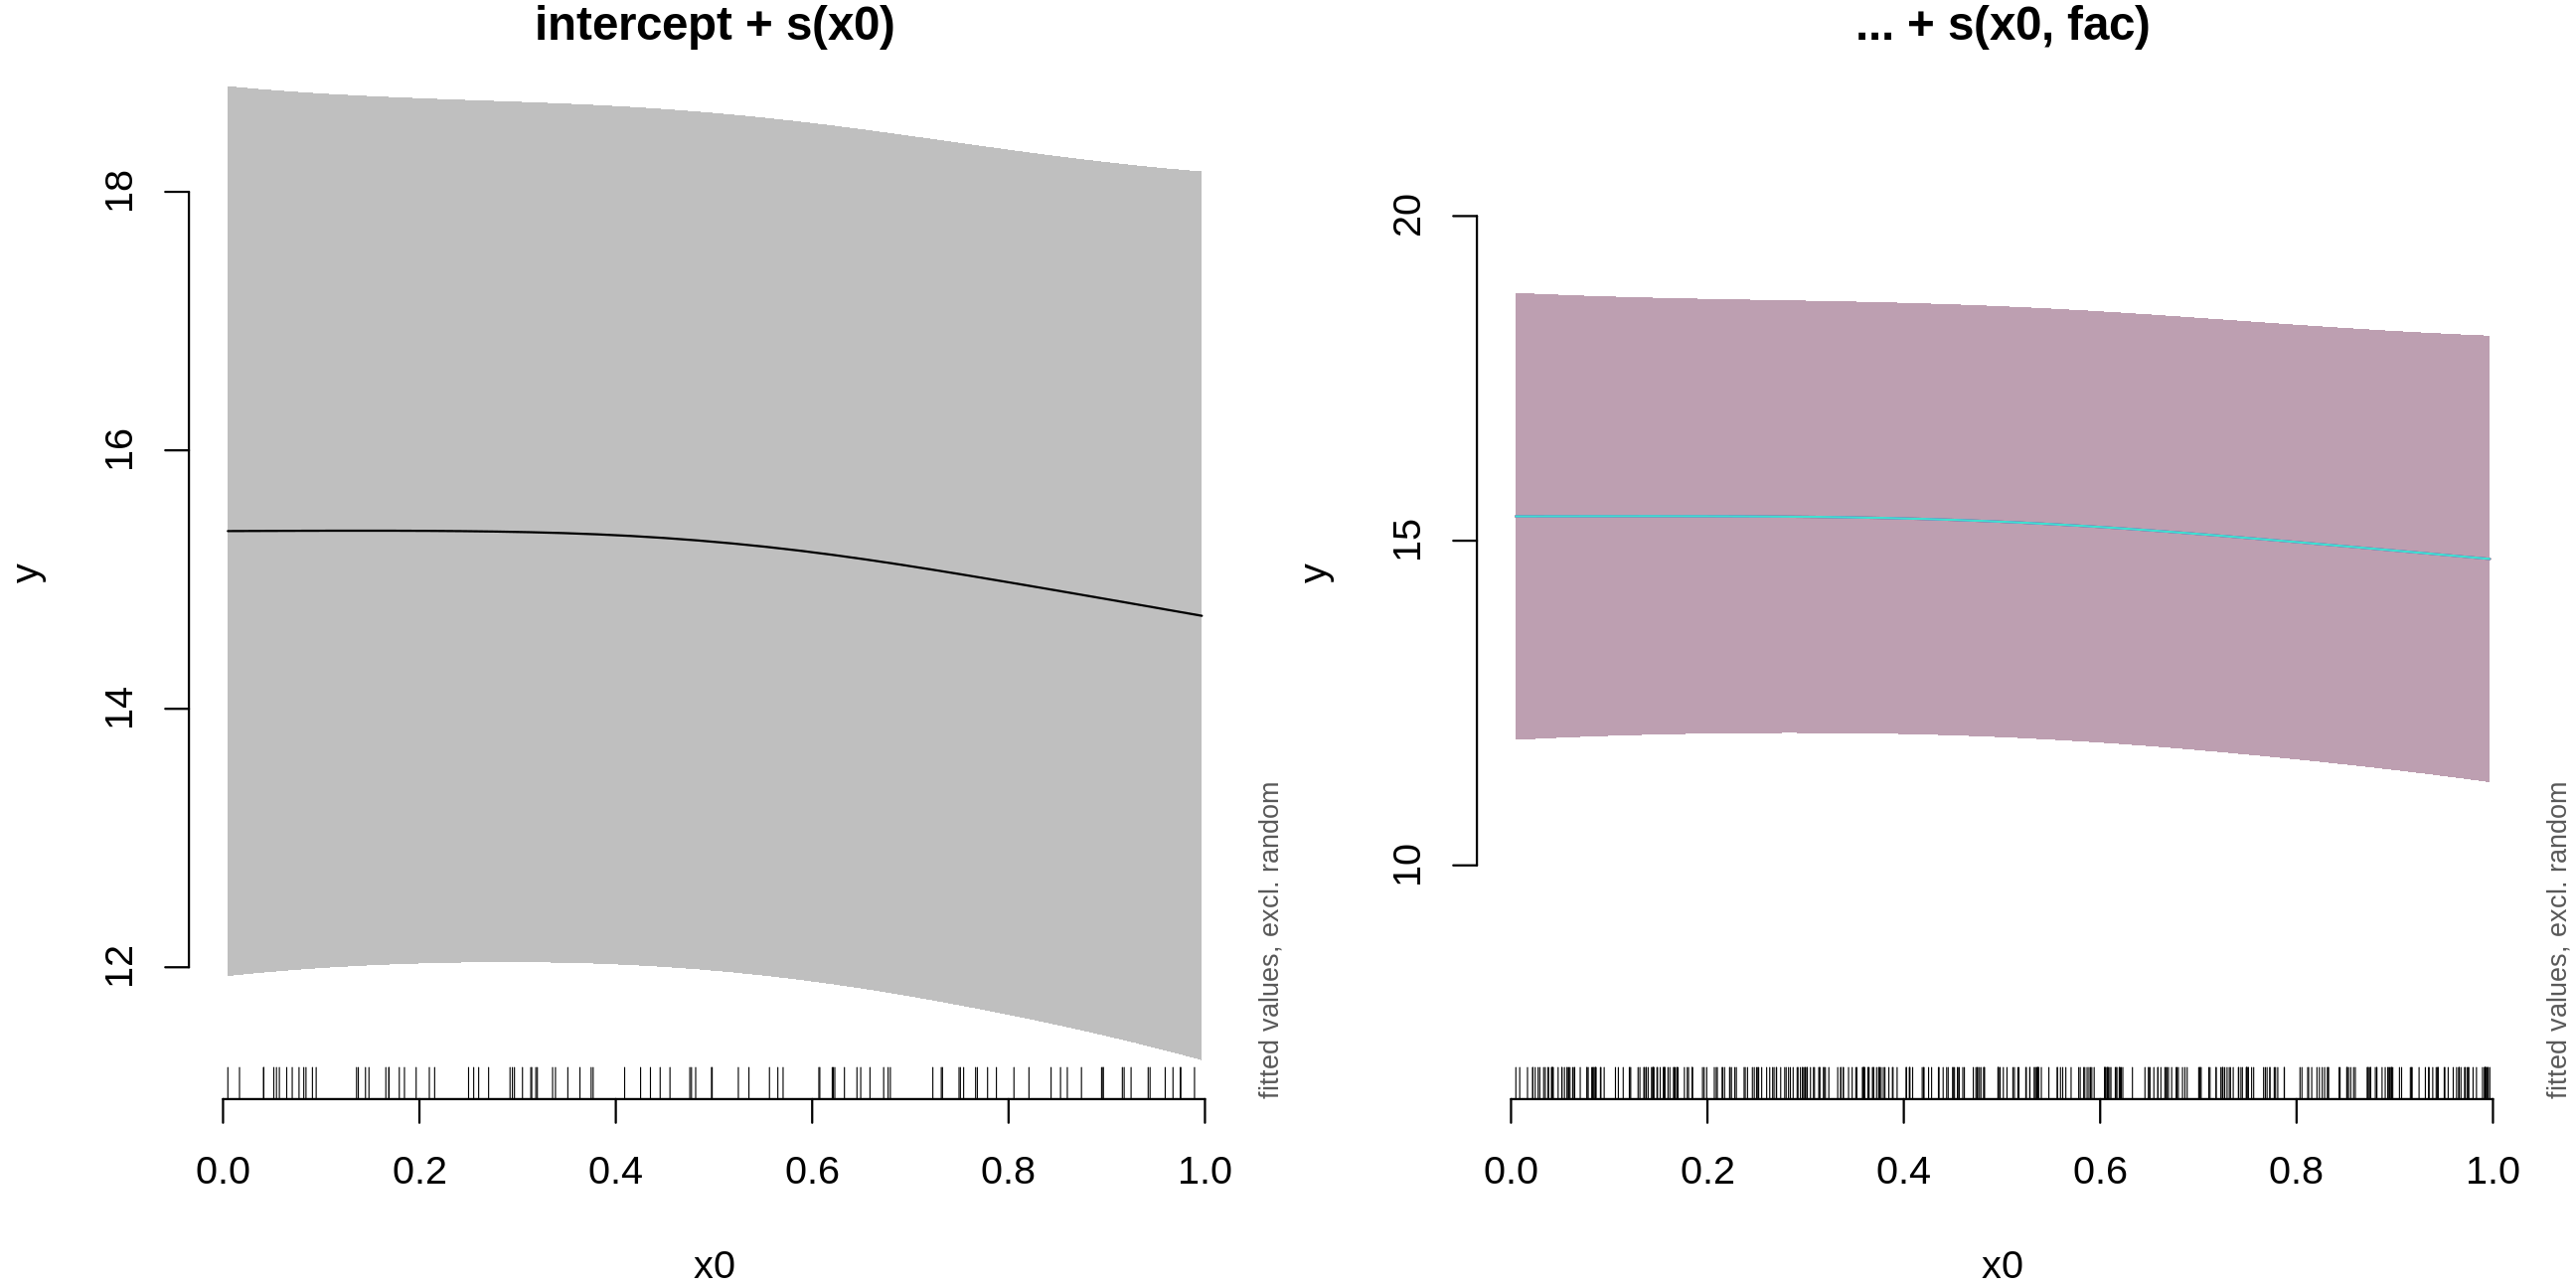 intercept + s(x0)
y
18
16
14
12
0.0 0.2 0.4 0.6 0.8 1.0
x0
fitted values, excl. random
... + s(x0, fac)
y
20
15
10
0.0 0.2 0.4 0.6 0.8 1.0
x0
fitted values, excl. random